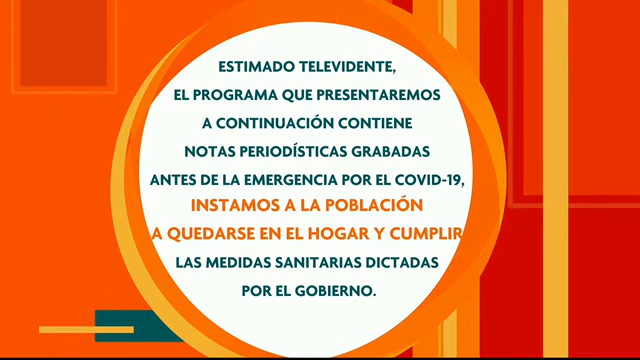 ESTIMADO TELEVIDENTE,
EL PROGRAMA QUE PRESENTAREMOS
A CONTINUACIÓN CONTIENE
NOTAS PERIODÍSTICAS GRABADAS
ANTES DE LA EMERGENCIA POR EL COVID-19,
INSTAMOS A LA POBLACIÓN
A QUEDARSE EN EL HOGAR Y CUMPLIR
LAS MEDIDAS SANITARIAS DICTADAS
POR EL GOBIERNO.